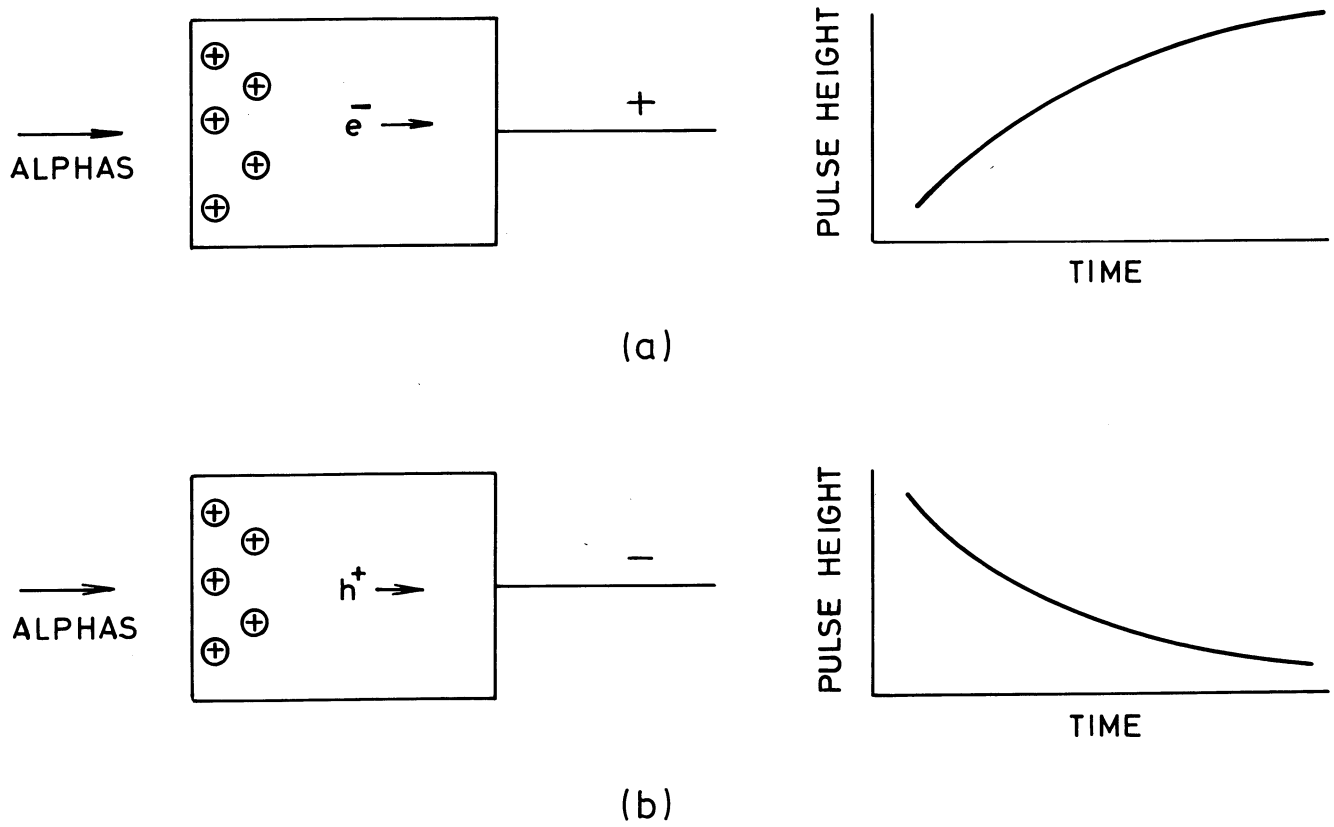 +
e⁻
ALPHAS
PULSE HEIGHT
TIME
(a)
−
h⁺
ALPHAS
PULSE HEIGHT
TIME
(b)